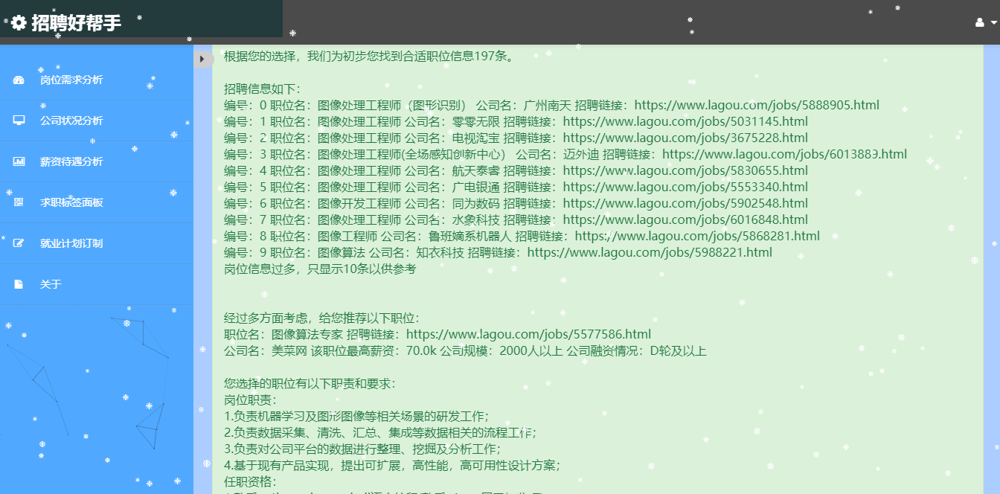 招聘好帮手
岗位需求分析
公司状况分析
薪资待遇分析
求职标签面板
就业计划订制
关于
根据您的选择，我们为初步您找到合适职位信息197条。
招聘信息如下：
编号：0 职位名：图像处理工程师（图形识别） 公司名：广州南天 招聘链接：https://www.lagou.com/jobs/5888905.html
编号：1 职位名：图像处理工程师 公司名：零零无限 招聘链接：https://www.lagou.com/jobs/5031145.html
编号：2 职位名：图像处理工程师 公司名：电视淘宝 招聘链接：https://www.lagou.com/jobs/3675228.html
编号：3 职位名：图像处理工程师(全场感知创新中心） 公司名：迈外迪 招聘链接：https://www.lagou.com/jobs/6013889.html
编号：4 职位名：图像处理工程师 公司名：航天泰睿 招聘链接：https://www.lagou.com/jobs/5830655.html
编号：5 职位名：图像处理工程师 公司名：广电银通 招聘链接：https://www.lagou.com/jobs/5553340.html
编号：6 职位名：图像开发工程师 公司名：同为数码 招聘链接：https://www.lagou.com/jobs/5902548.html
编号：7 职位名：图像处理工程师 公司名：水象科技 招聘链接：https://www.lagou.com/jobs/6016848.html
编号：8 职位名：图像工程师 公司名：鲁班嫡系机器人 招聘链接：https://www.lagou.com/jobs/5868281.html
编号：9 职位名：图像算法 公司名：知衣科技 招聘链接：https://www.lagou.com/jobs/5988221.html
岗位信息过多，只显示10条以供参考
经过多方面考虑，给您推荐以下职位：
职位名：图像算法专家 招聘链接：https://www.lagou.com/jobs/5577586.html
公司名：美菜网 该职位最高薪资：70.0k 公司规模：2000人以上 公司融资情况：D轮及以上
您选择的职位有以下职责和要求：
岗位职责：
1.负责机器学习及图形图像等相关场景的研发工作；
2.负责数据采集、清洗、汇总、集成等数据相关的流程工作；
3.负责对公司平台的数据进行整理、挖掘及分析工作；
4.基于现有产品实现，提出可扩展，高性能，高可用性设计方案；
任职资格：